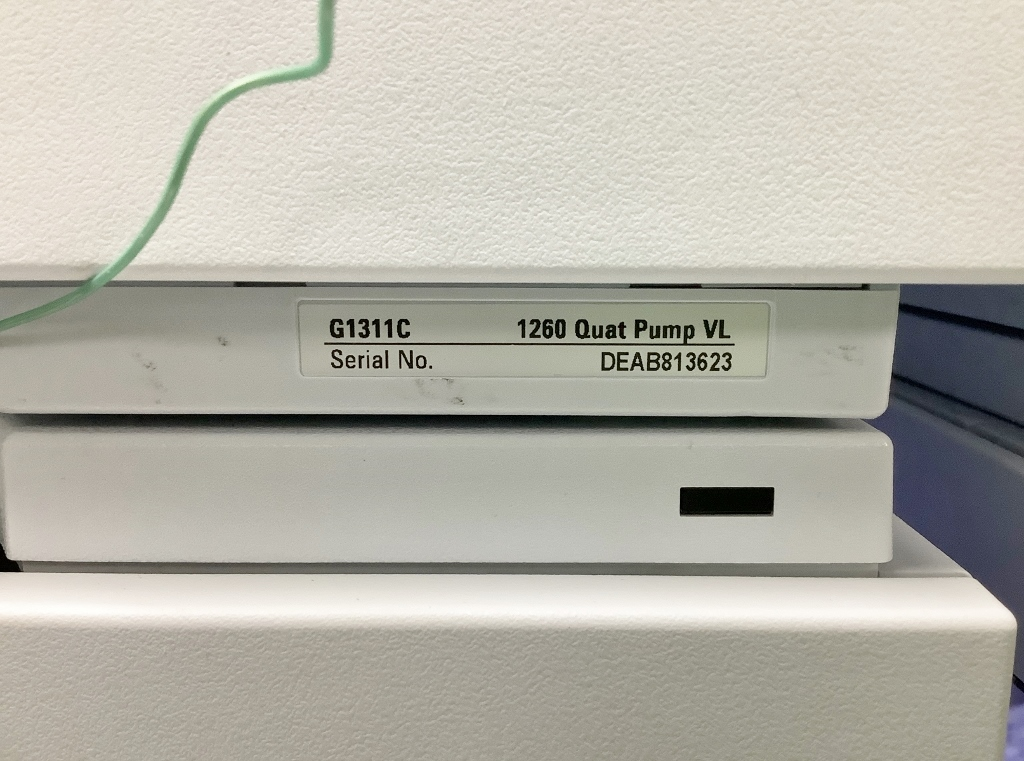 G1311C 1260 Quat Pump VL
Serial No. DEAB813623